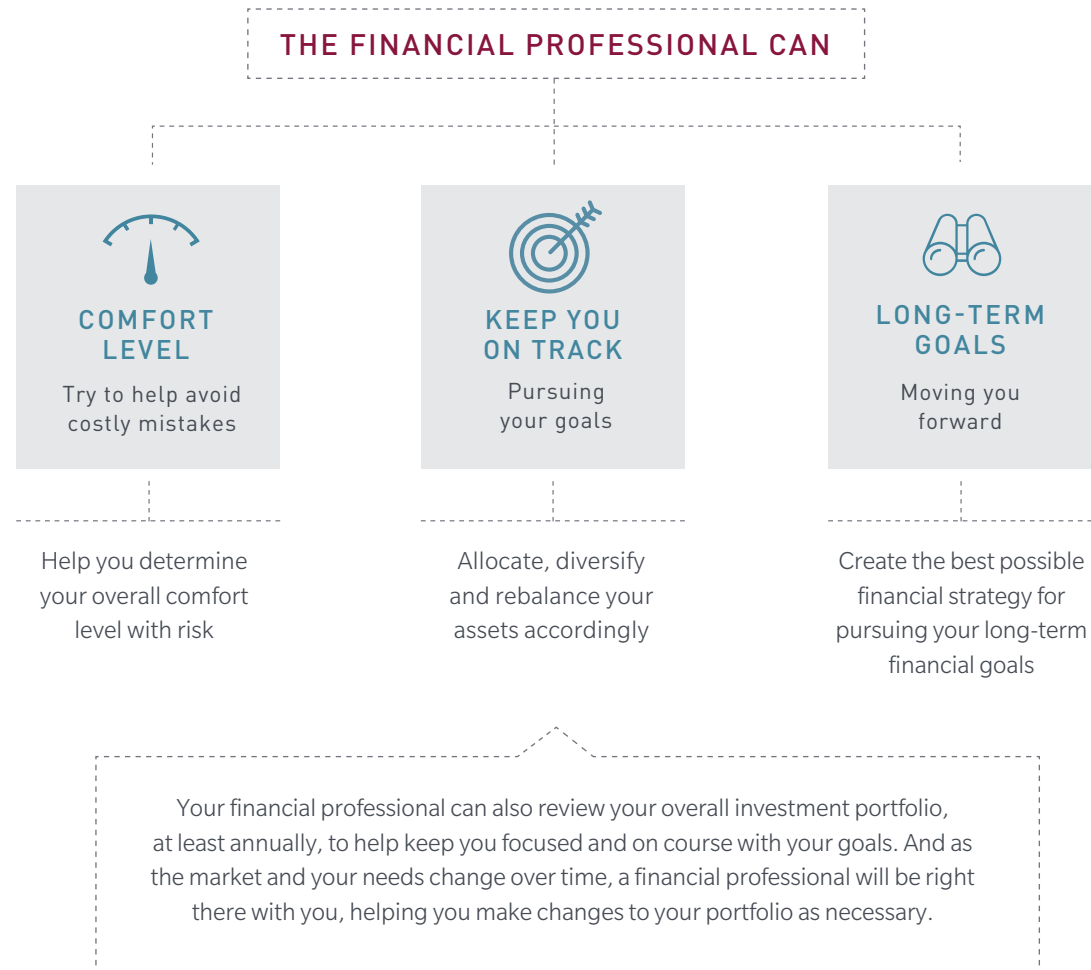 THE FINANCIAL PROFESSIONAL CAN
COMFORT
LEVEL
Try to help avoid
costly mistakes
Help you determine
your overall comfort
level with risk
KEEP YOU
ON TRACK
Pursuing
your goals
Allocate, diversify
and rebalance your
assets accordingly
LONG-TERM
GOALS
Moving you
forward
Create the best possible
financial strategy for
pursuing your long-term
financial goals
Your financial professional can also review your overall investment portfolio,
at least annually, to help keep you focused and on course with your goals. And as
the market and your needs change over time, a financial professional will be right
there with you, helping you make changes to your portfolio as necessary.